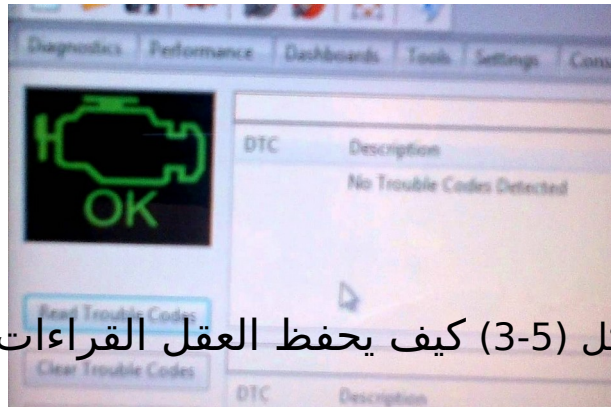 Diagnostics Performance Dashboards Tools Settings
DTC Description
OK
No Trouble Codes Detected
Read Trouble Codes
(3-5) كيف يحفظ العقل القراءات
Clear Trouble Codes
DTC Description